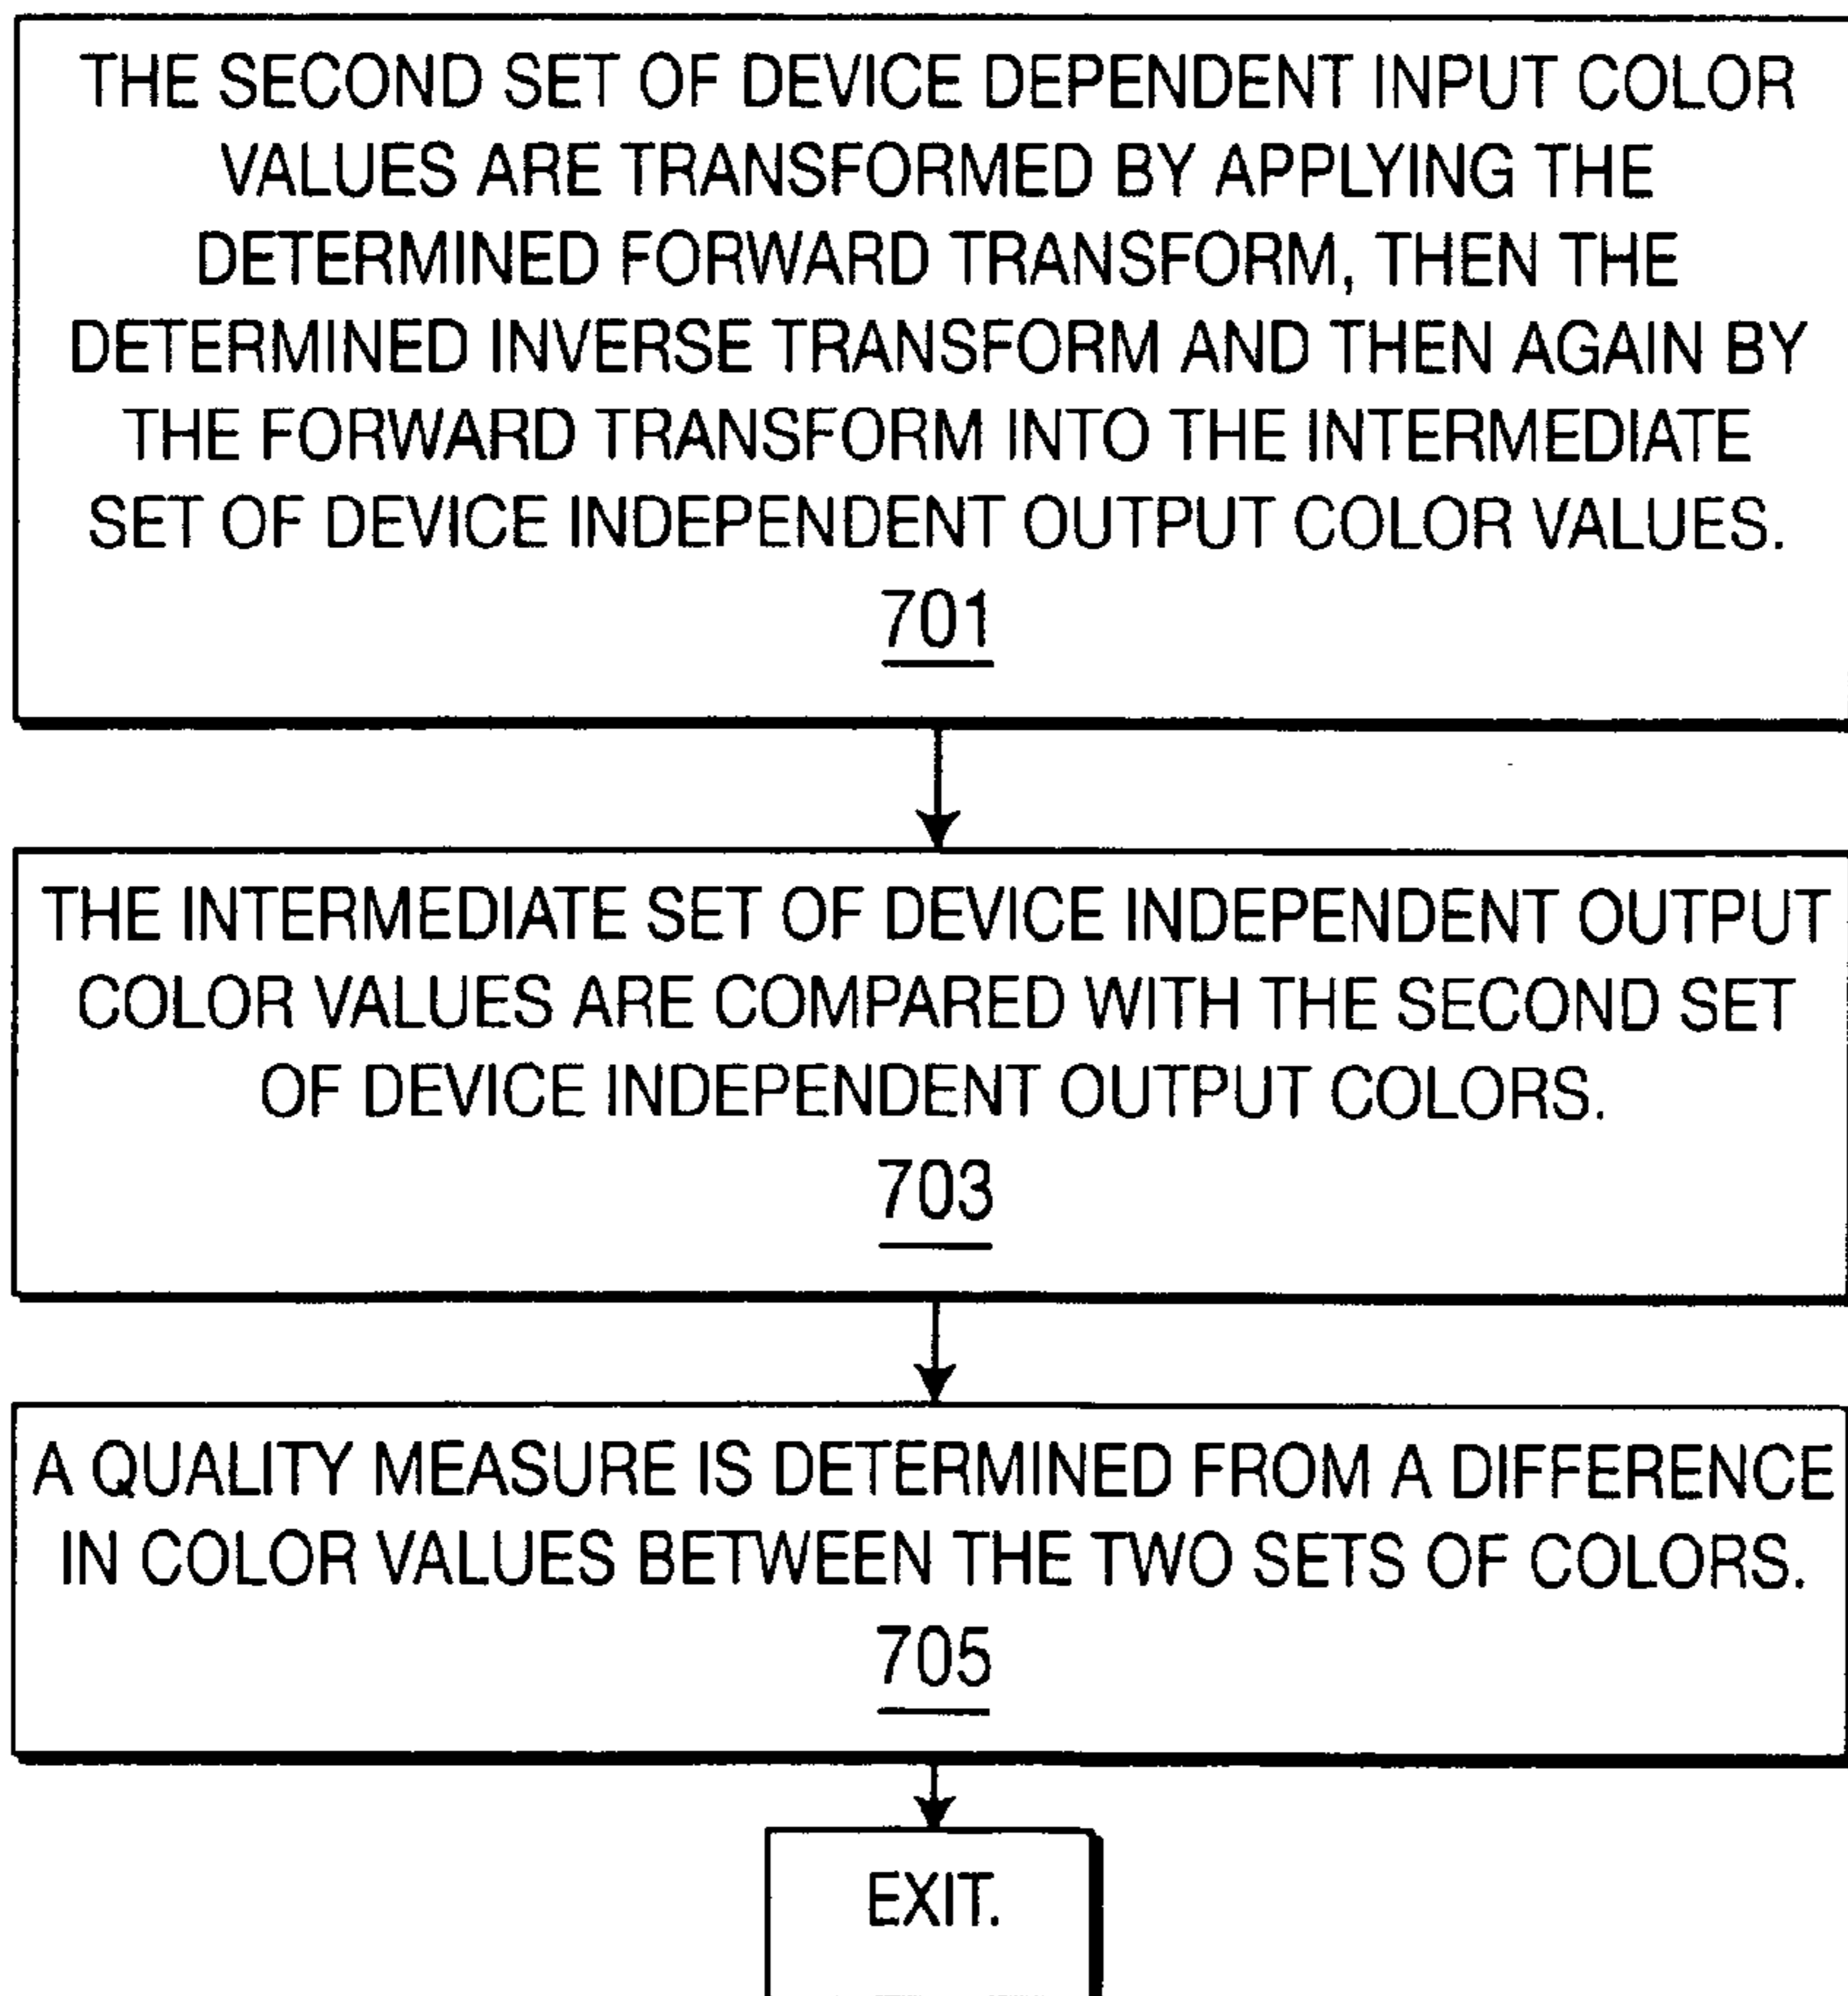 THE SECOND SET OF DEVICE DEPENDENT INPUT COLOR
VALUES ARE TRANSFORMED BY APPLYING THE
DETERMINED FORWARD TRANSFORM, THEN THE
DETERMINED INVERSE TRANSFORM AND THEN AGAIN BY
THE FORWARD TRANSFORM INTO THE INTERMEDIATE
SET OF DEVICE INDEPENDENT OUTPUT COLOR VALUES.
701
THE INTERMEDIATE SET OF DEVICE INDEPENDENT OUTPUT
COLOR VALUES ARE COMPARED WITH THE SECOND SET
OF DEVICE INDEPENDENT OUTPUT COLORS.
703
A QUALITY MEASURE IS DETERMINED FROM A DIFFERENCE
IN COLOR VALUES BETWEEN THE TWO SETS OF COLORS.
705
EXIT.